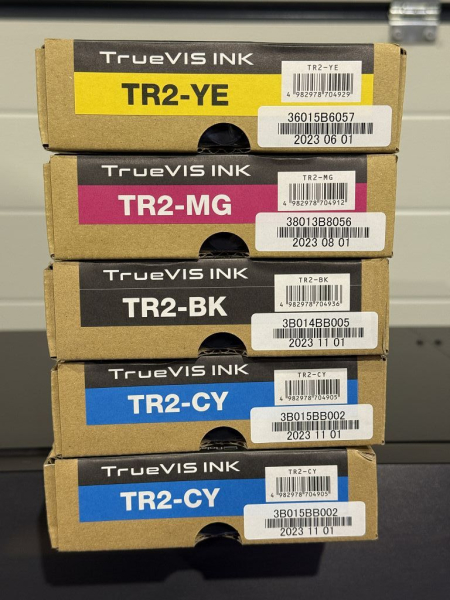 TrueVIS INK
TR2-YE
TR2-YE
4 982978 704929
36015B6057
2023 06 01
TrueVIS INK
TR2-MG
TR2-MG
4 982978 704912
38013B8056
2023 08 01
TrueVIS INK
TR2-BK
TR2-BK
4 982978 704936
3B014BB005
2023 11 01
TrueVIS INK
TR2-CY
TR2-CY
4 982978 704905
3B015BB002
2023 11 01
TrueVIS INK
TR2-CY
TR2-CY
4 982978 704905
3B015BB002
2023 11 01